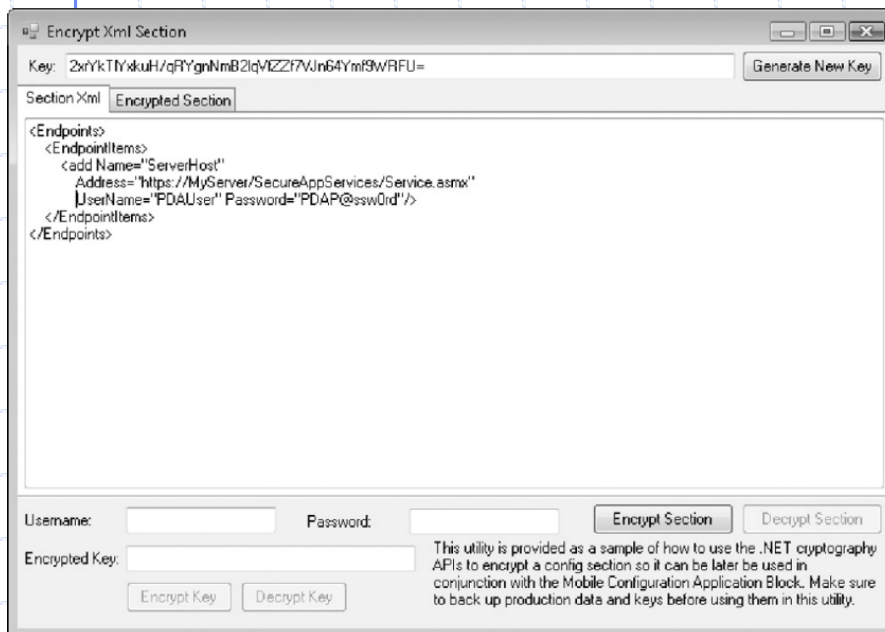 Encrypt Xml Section
Key:
Generate New Key
Section Xml Encrypted Section
<Endpoints>
<EndpointItems>
<add Name="ServerHost"
Address="https://MyServer/SecureAppServices/Service.asmx"
UserName="PDAUser" Password="PDAP@ssw0rd"/>
</EndpointItems>
</Endpoints>
Username: Password: Encrypt Section Decrypt Section
Encrypted Key:
Encrypt Key Decrypt Key
This utility is provided as a sample of how to use the .NET cryptography
APIs to encrypt a config section so it can be later be used in
conjunction with the Mobile Configuration Application Block. Make sure
to back up production data and keys before using them in this utility.